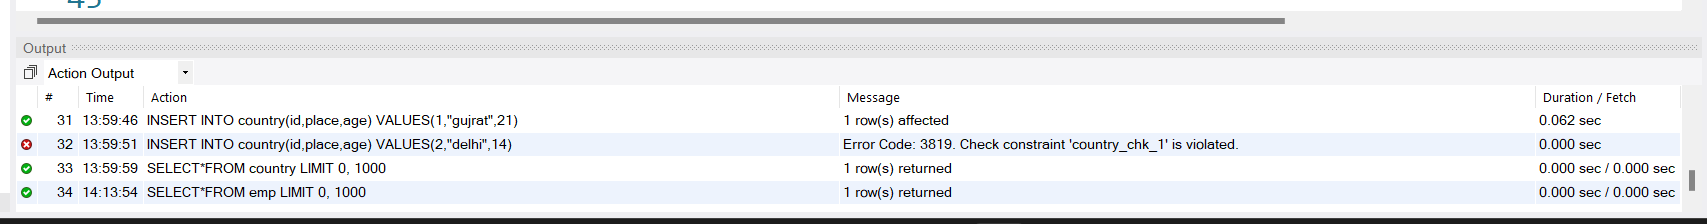 Output
Action Output
# Time Action Message Duration / Fetch
31 13:59:46 INSERT INTO country(id,place,age) VALUES(1,"gujrat",21) 1 row(s) affected 0.062 sec
32 13:59:51 INSERT INTO country(id,place,age) VALUES(2,"delhi",14) Error Code: 3819. Check constraint 'country_chk_1' is violated. 0.000 sec
33 13:59:59 SELECT*FROM country LIMIT 0, 1000 1 row(s) returned 0.000 sec / 0.000 sec
34 14:13:54 SELECT*FROM emp LIMIT 0, 1000 1 row(s) returned 0.000 sec / 0.000 sec